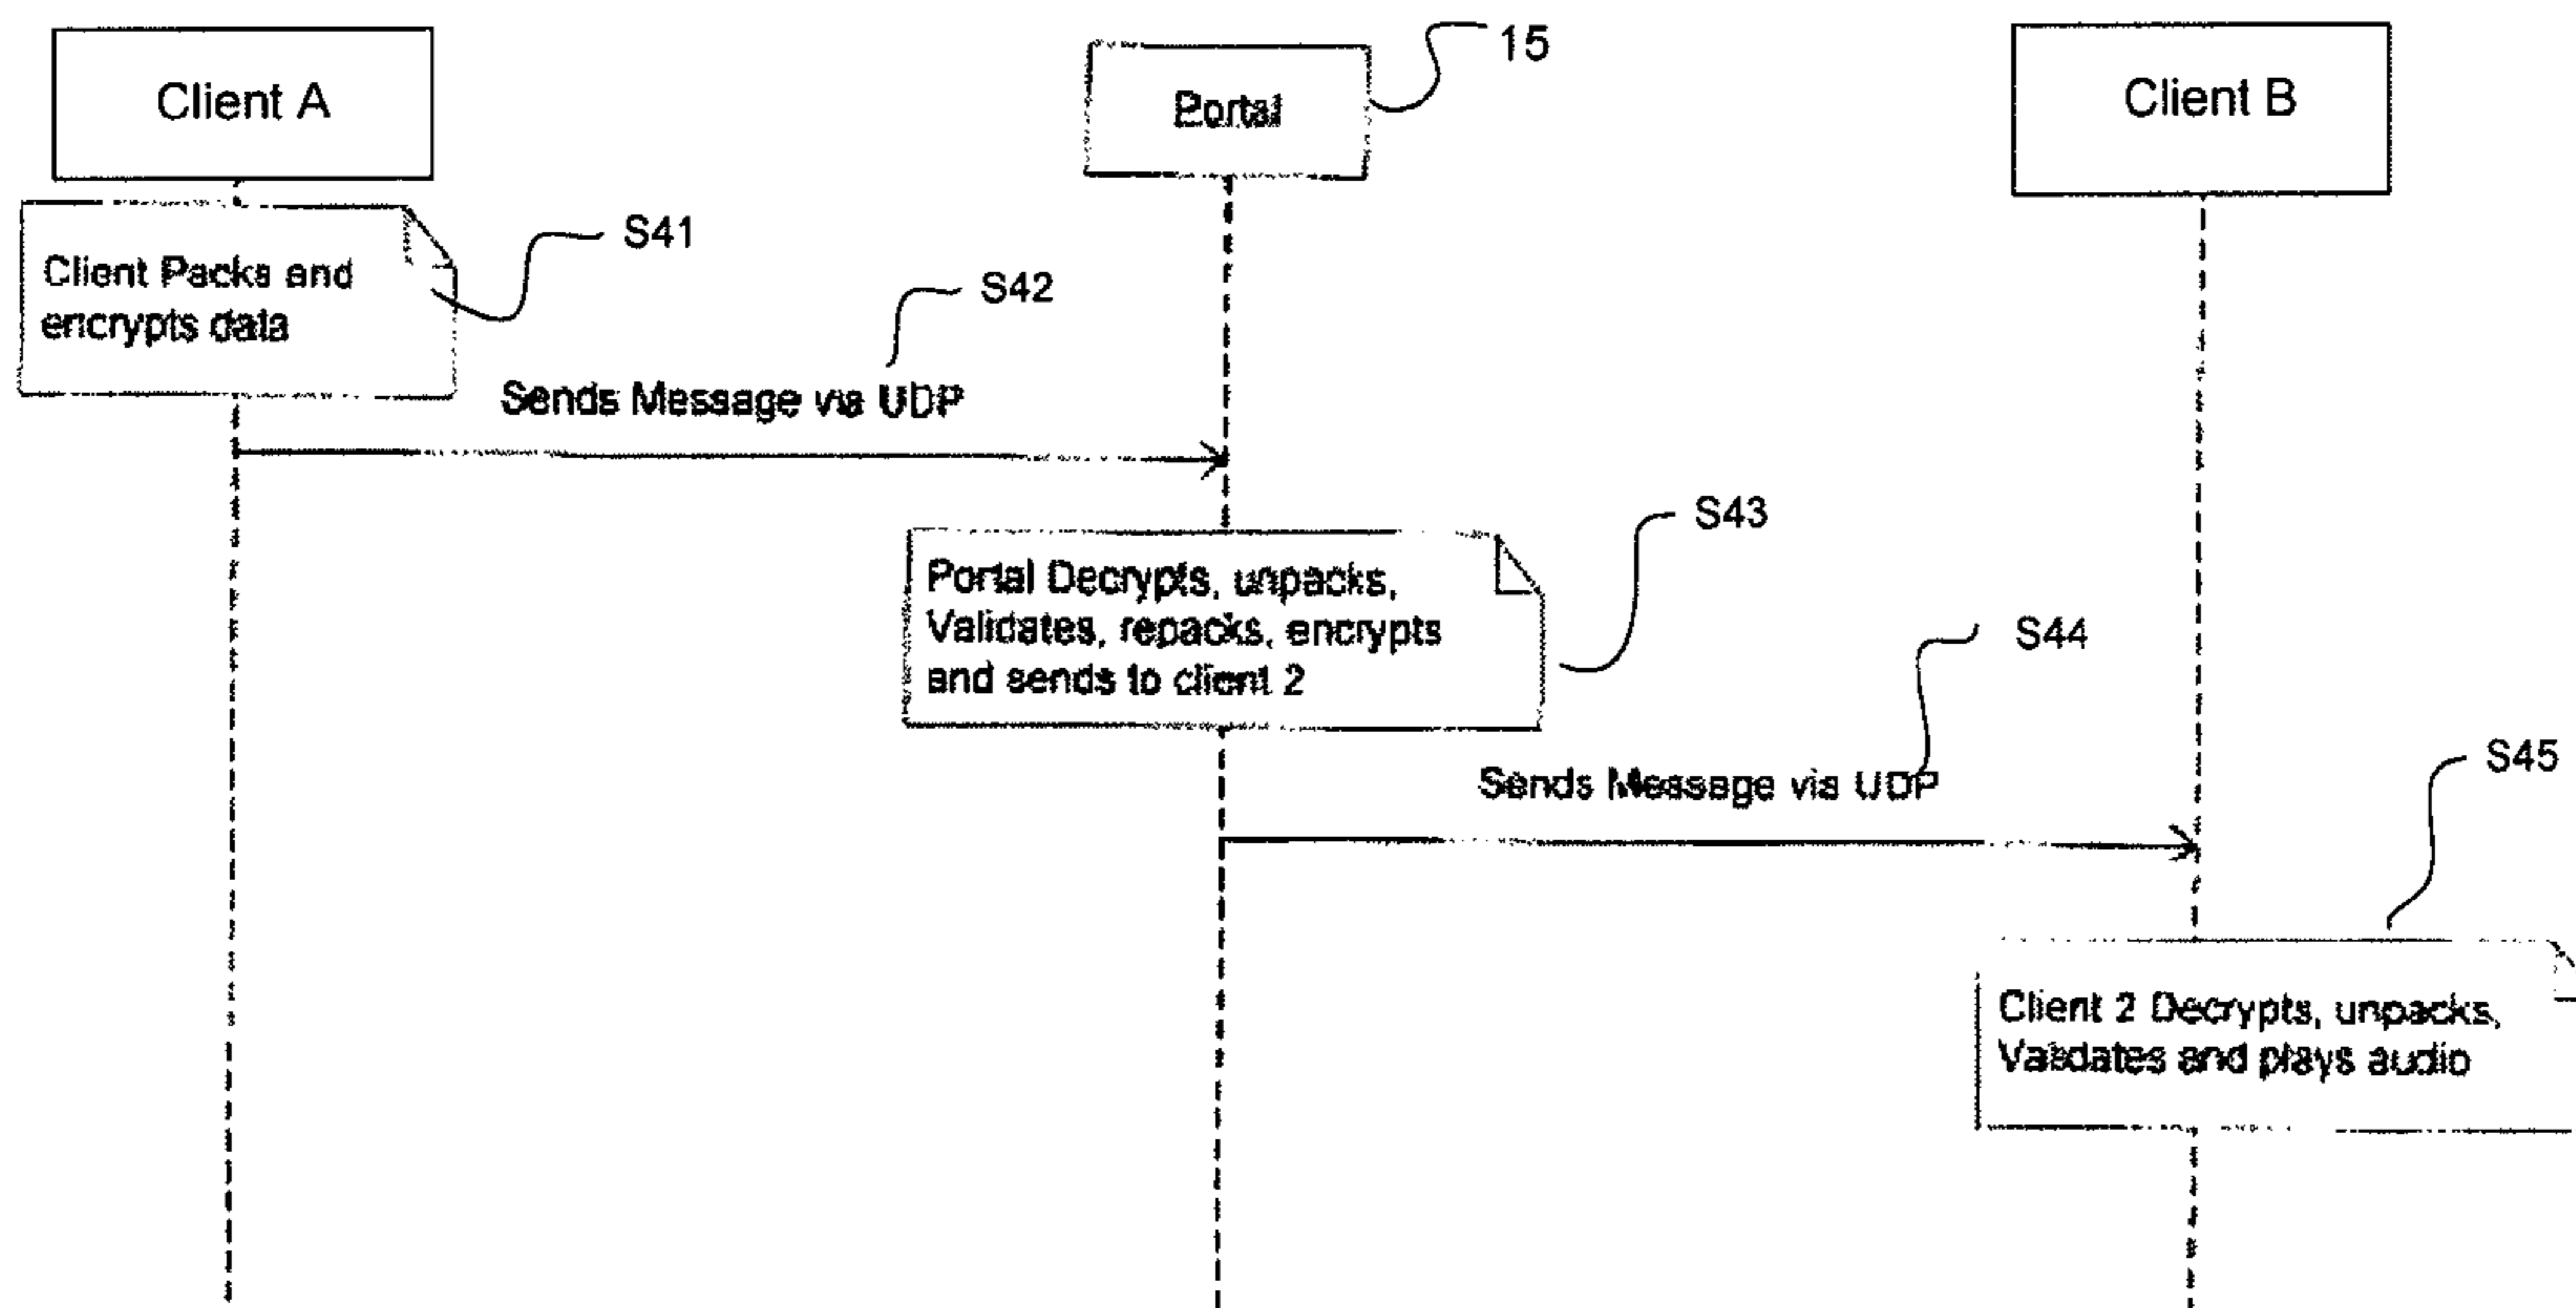 Client A
Portal
15
Client B
Client Packs and
encrypts data
S41
S42
Sends Message via UDP
Portal Decrypts, unpacks,
Validates, repacks, encrypts
and sends to client 2
S43
S44
Sends Message via UDP
S45
Client 2 Decrypts, unpacks,
Validates and plays audio